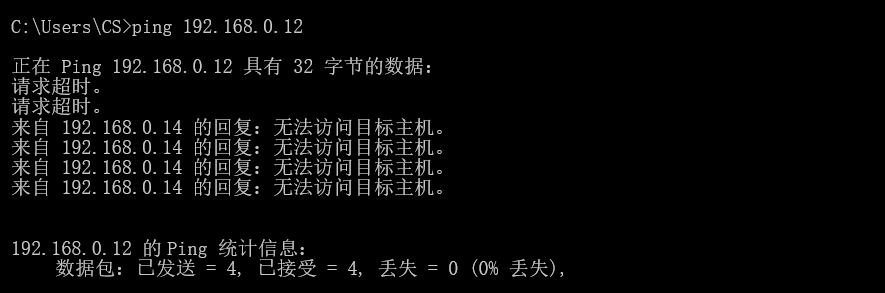 C:\Users\CS>ping 192.168.0.12
正在 Ping 192.168.0.12 具有 32 字节的数据：
请求超时。
请求超时。
来自 192.168.0.14 的回复：无法访问目标主机。
来自 192.168.0.14 的回复：无法访问目标主机。
来自 192.168.0.14 的回复：无法访问目标主机。
来自 192.168.0.14 的回复：无法访问目标主机。
192.168.0.12 的Ping 统计信息：
数据包：已发送 = 4，已接受 = 4，丢失 = 0 (0% 丢失)，